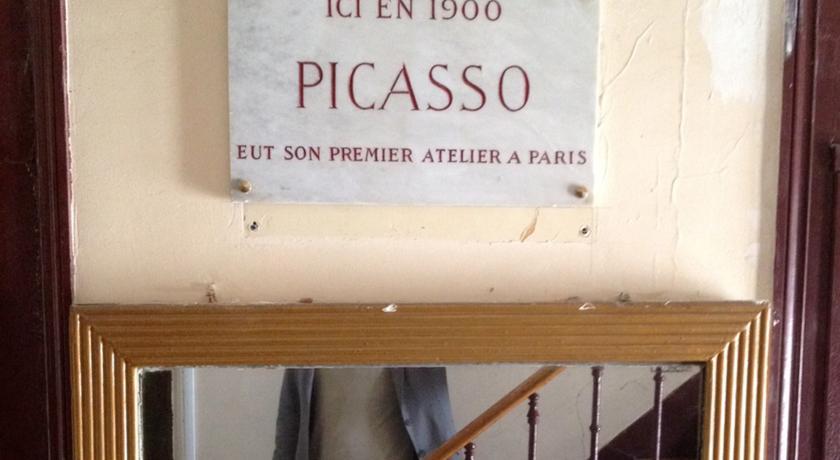 ICI EN 1900
PICASSO
EUT SON PREMIER ATELIER A PARIS